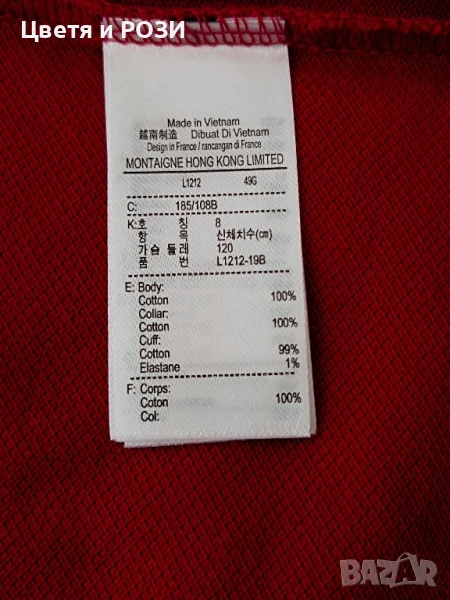 Цветя и РОЗИ
Made in Vietnam
越南制造 Dibuat Di Vietnam
Design in France / rancangan di France
MONTAIGNE HONG KONG LIMITED
L1212 49G
C: 185/108B
K: 호 칭 8
항 목 신체치수(cm)
가슴 둘레 120
품 번 L1212-19B
E: Body:
Cotton 100%
Collar:
Cotton 100%
Cuff:
Cotton 99%
Elastane 1%
F: Corps:
Coton 100%
Col:
BAZAR